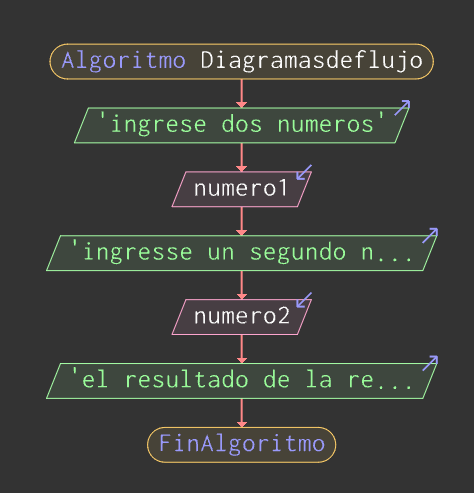 Algoritmo Diagramasdeflujo
'ingrese dos numeros'
numero1
'ingresse un segundo n...
numero2
'el resultado de la re...
FinAlgoritmo